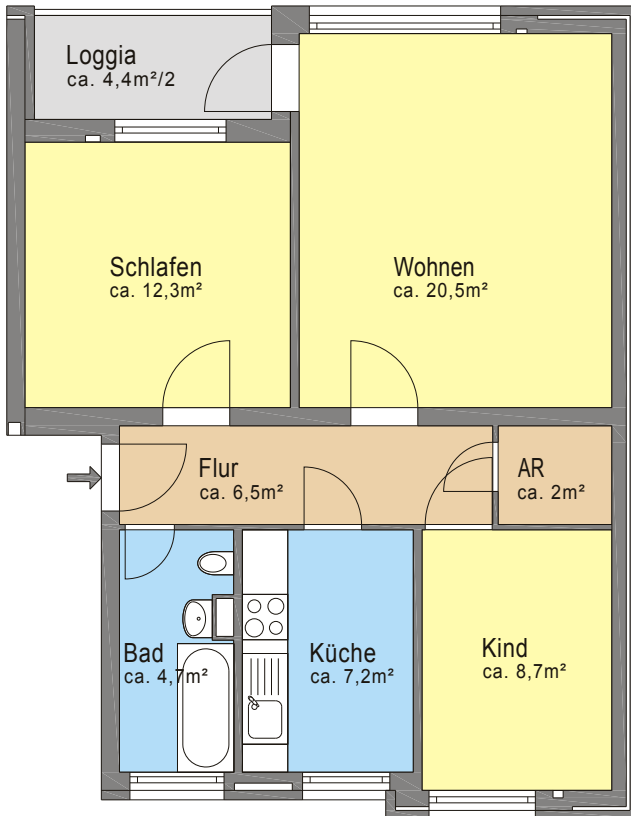 Loggia
ca. 4,4m²/2
Schlafen
ca. 12,3m²
Wohnen
ca. 20,5m²
Flur
ca. 6,5m²
AR
ca. 2m²
Bad
ca. 4,7m²
Küche
ca. 7,2m²
Kind
ca. 8,7m²